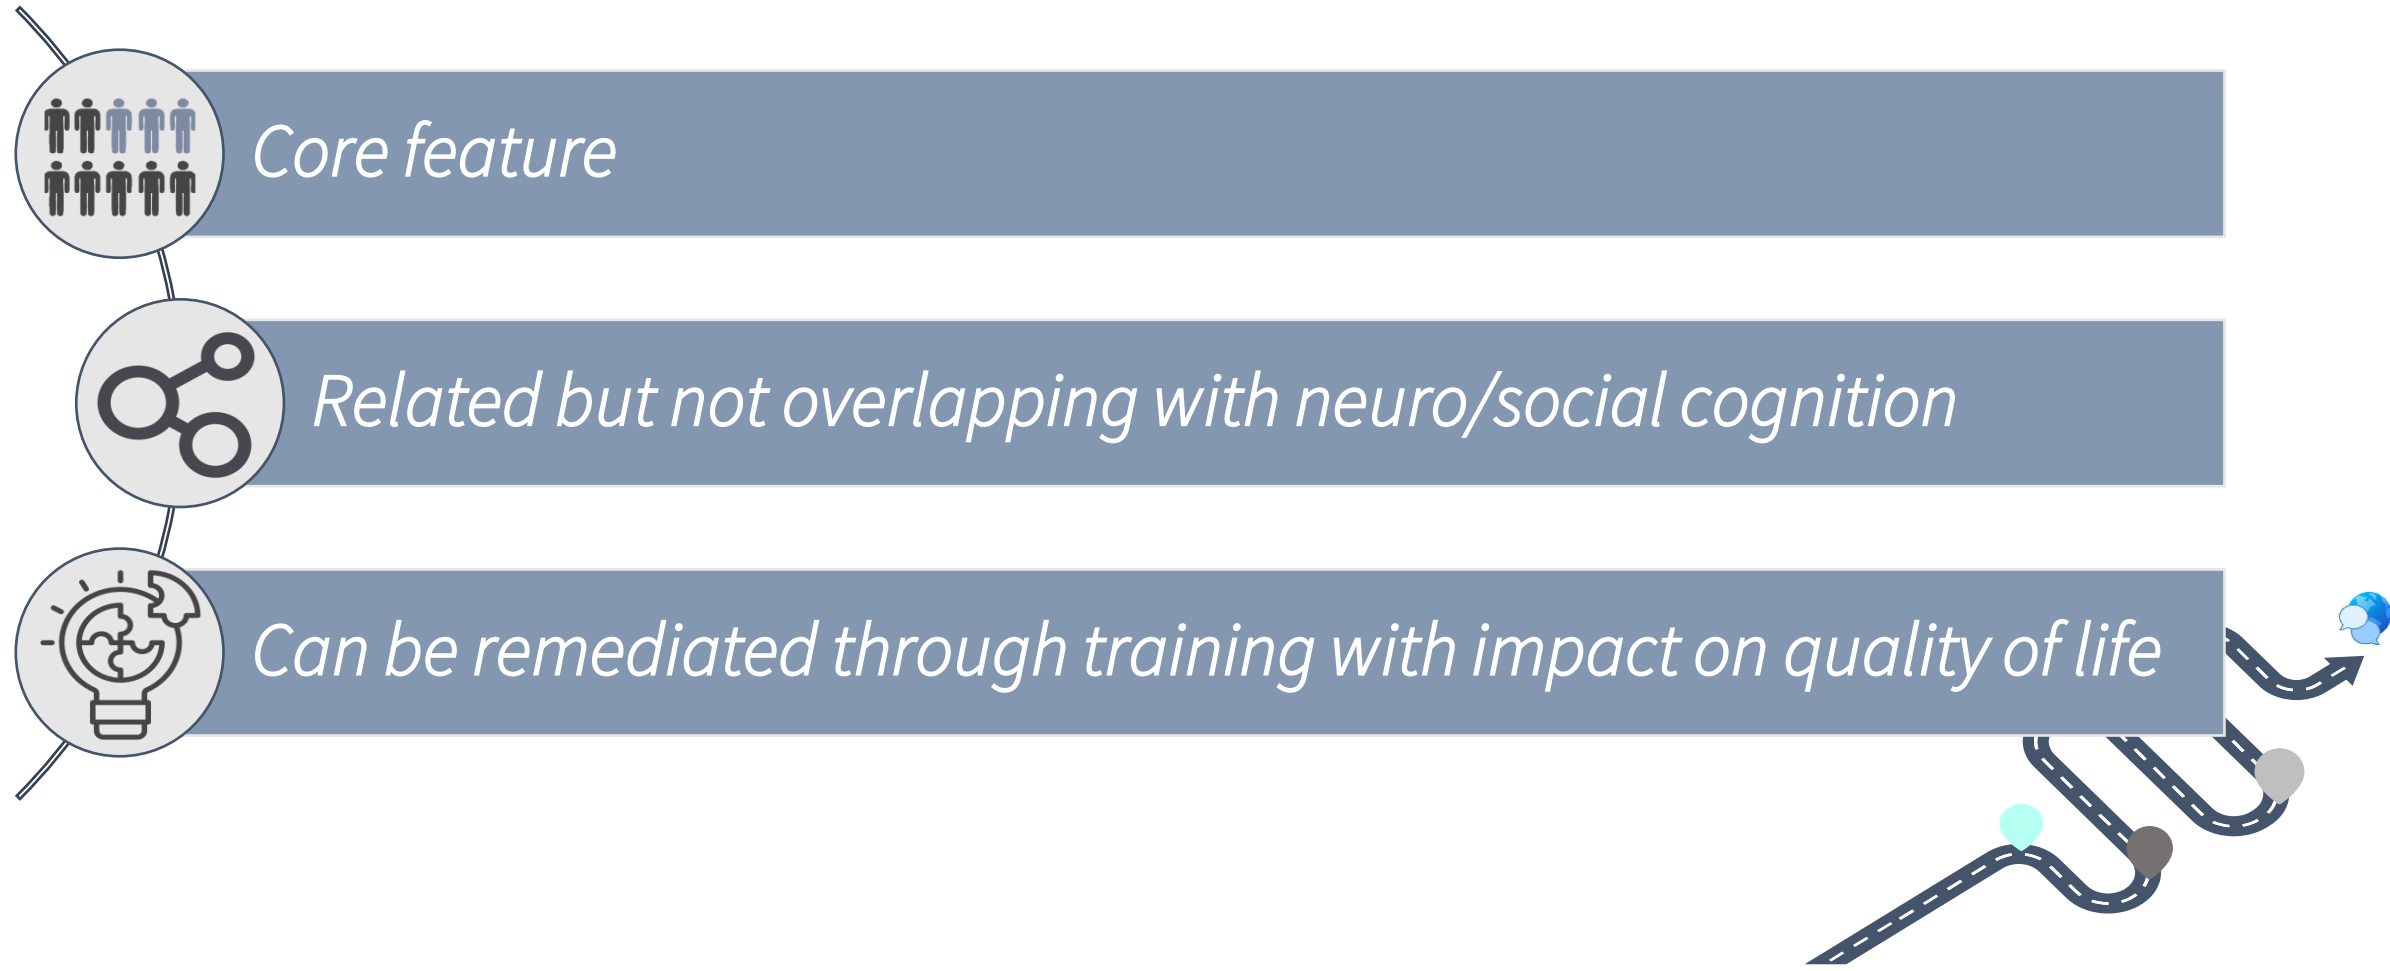 Core feature
Related but not overlapping with neuro/social cognition
Can be remediated through training with impact on quality of life